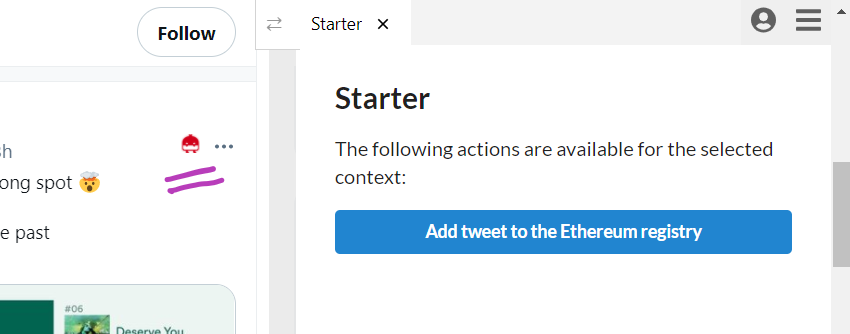 Follow
Starter
h
ong spot 🤯
e past
#06
Deserve You
Starter
The following actions are available for the selected
context:
Add tweet to the Ethereum registry